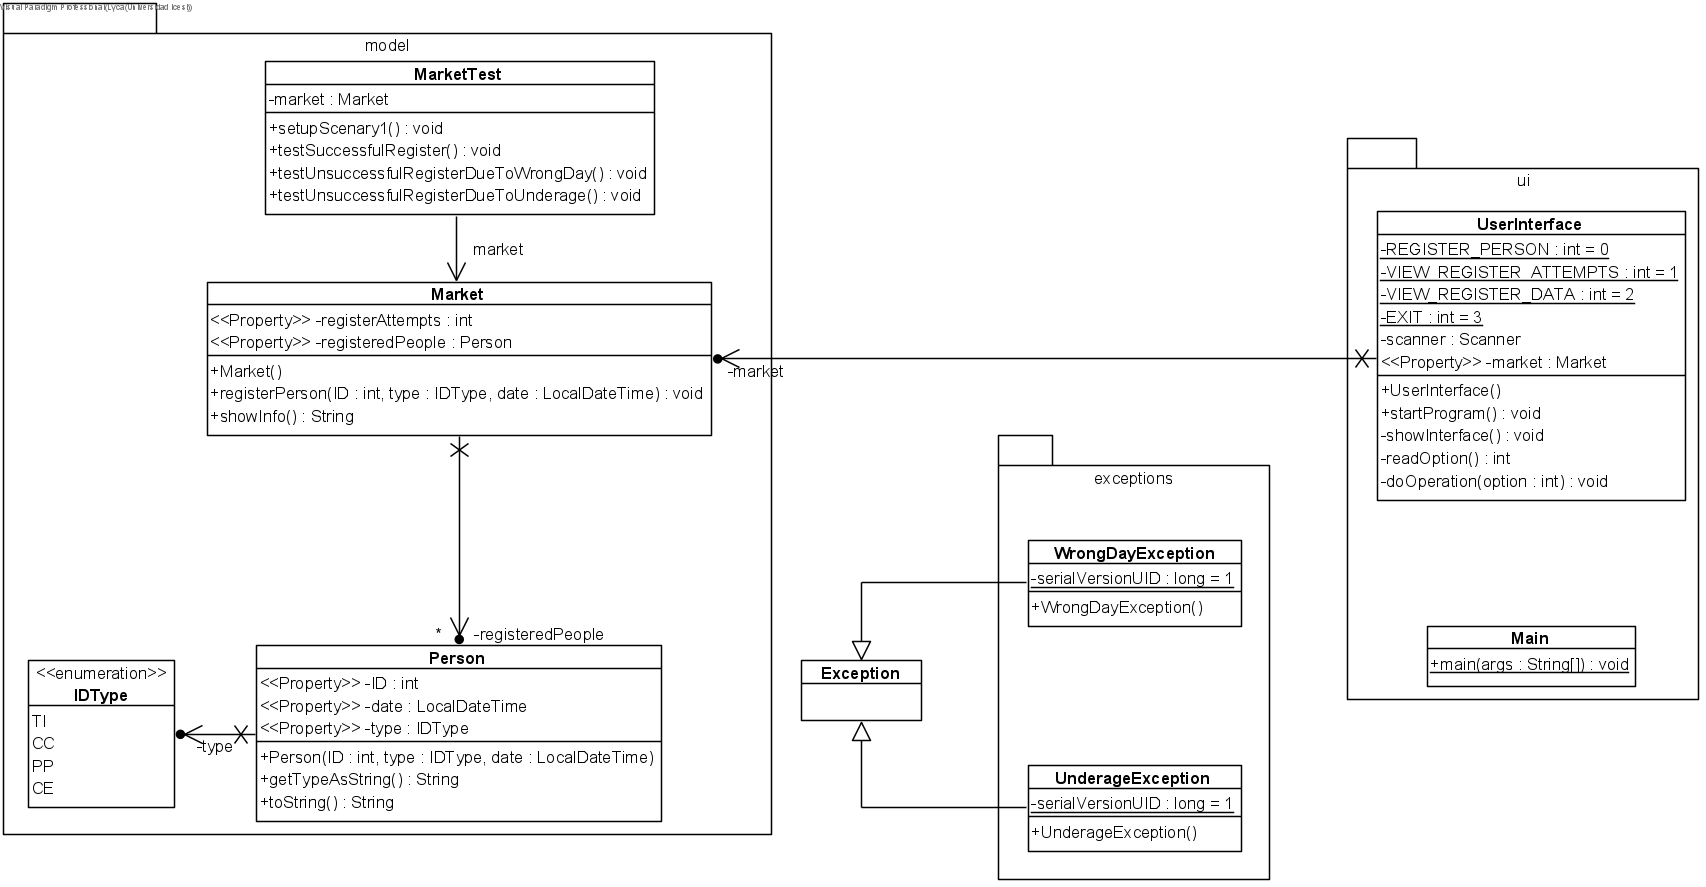 Visual Paradigm Professional(Lyca(Universidad Icesi))
model
MarketTest
-market : Market
+setupScenary1() : void
+testSuccessfulRegister() : void
+testUnsuccessfulRegisterDueToWrongDay() : void
+testUnsuccessfulRegisterDueToUnderage() : void
market
Market
<<Property>> -registerAttempts : int
<<Property>> -registeredPeople : Person
+Market()
+registerPerson(ID : int, type : IDType, date : LocalDateTime) : void
+showInfo() : String
-market
* -registeredPeople
Person
<<Property>> -ID : int
<<Property>> -date : LocalDateTime
<<Property>> -type : IDType
+Person(ID : int, type : IDType, date : LocalDateTime)
+getTypeAsString() : String
+toString() : String
-type
<<enumeration>>
IDType
TI
CC
PP
CE
Exception
exceptions
WrongDayException
-serialVersionUID : long = 1
+WrongDayException()
UnderageException
-serialVersionUID : long = 1
+UnderageException()
ui
UserInterface
-REGISTER_PERSON : int = 0
-VIEW_REGISTER_ATTEMPTS : int = 1
-VIEW_REGISTER_DATA : int = 2
-EXIT : int = 3
-scanner : Scanner
<<Property>> -market : Market
+UserInterface()
+startProgram() : void
-showInterface() : void
-readOption() : int
-doOperation(option : int) : void
Main
+main(args : String[]) : void